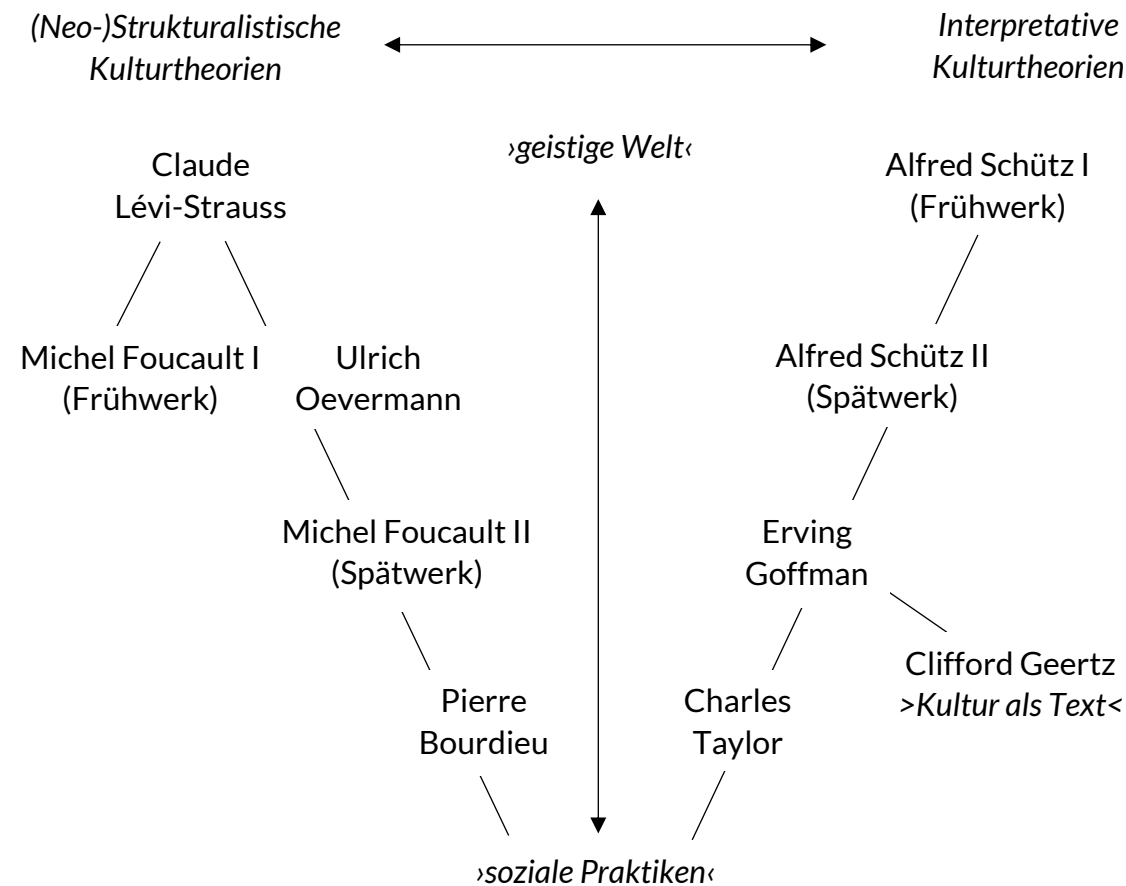 (Neo-)Strukturalistische
Kulturtheorien
Interpretative
Kulturtheorien
›geistige Welt‹
Claude
Lévi-Strauss
Alfred Schütz I
(Frühwerk)
Michel Foucault I
(Frühwerk)
Ulrich
Oevermann
Alfred Schütz II
(Spätwerk)
Michel Foucault II
(Spätwerk)
Erving
Goffman
Clifford Geertz
>Kultur als Text<
Pierre
Bourdieu
Charles
Taylor
›soziale Praktiken‹